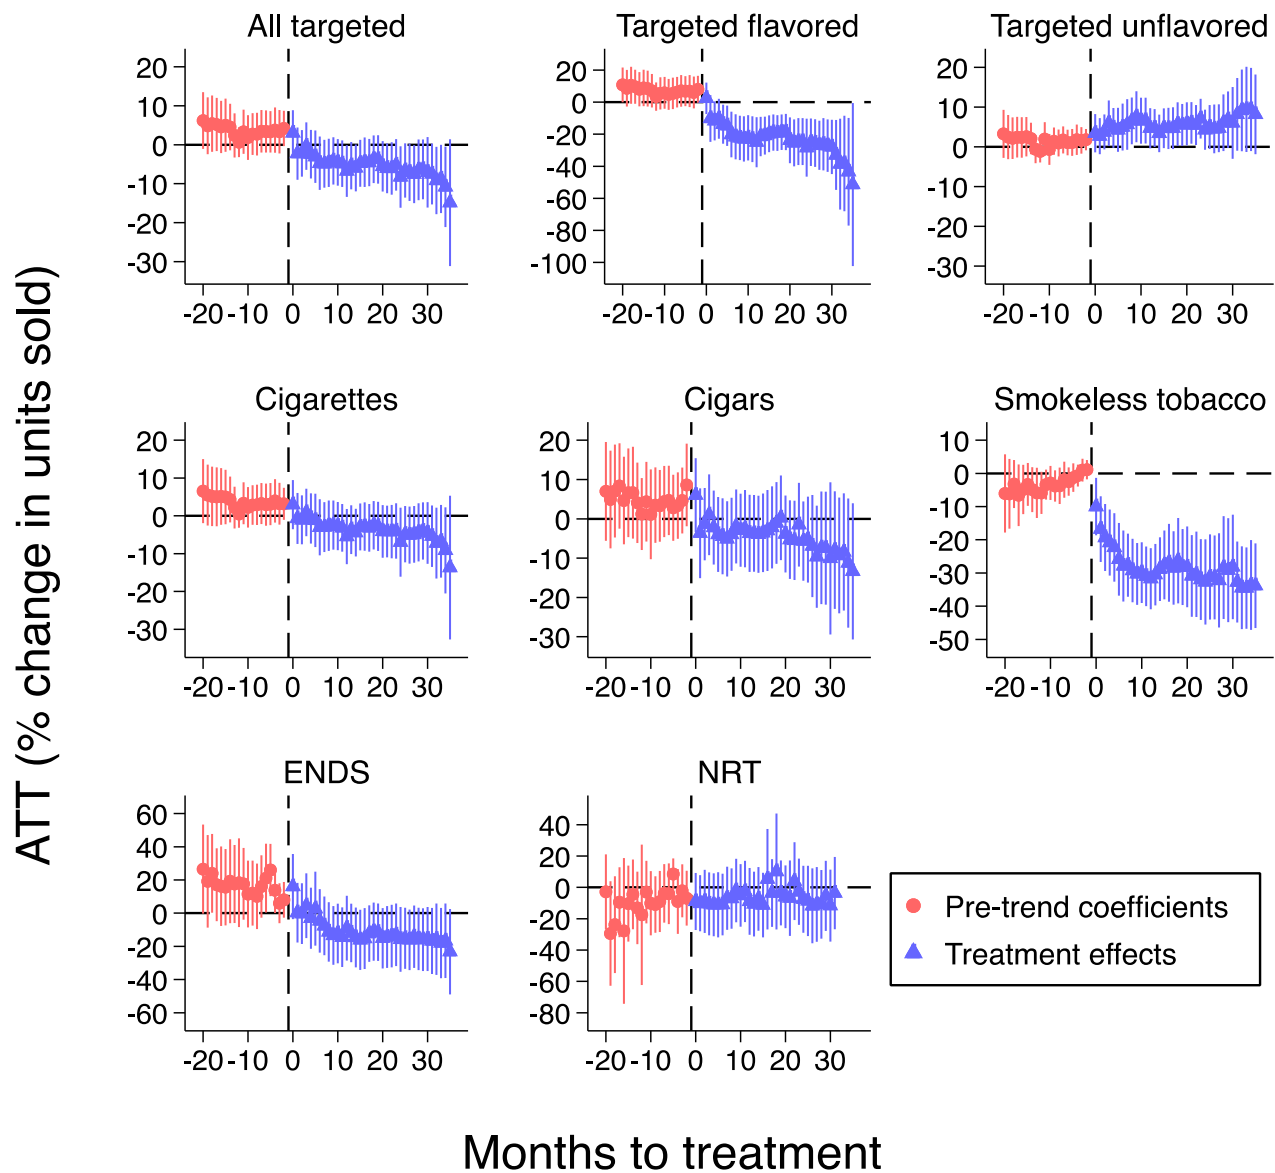 ATT (% change in units sold)
All targeted
20
10
0
-10
-20
-30
-20 -10 0 10 20 30
Targeted flavored
20
0
-20
-40
-60
-80
-100
-20 -10 0 10 20 30
Targeted unflavored
20
10
0
-10
-20
-30
-20 -10 0 10 20 30
Cigarettes
20
10
0
-10
-20
-30
-20 -10 0 10 20 30
Cigars
20
10
0
-10
-20
-30
-20 -10 0 10 20 30
Smokeless tobacco
10
0
-10
-20
-30
-40
-50
-20 -10 0 10 20 30
ENDS
60
40
20
0
-20
-40
-60
-20 -10 0 10 20 30
NRT
40
20
0
-20
-40
-60
-80
-20 -10 0 10 20 30
Pre-trend coefficients
Treatment effects
Months to treatment